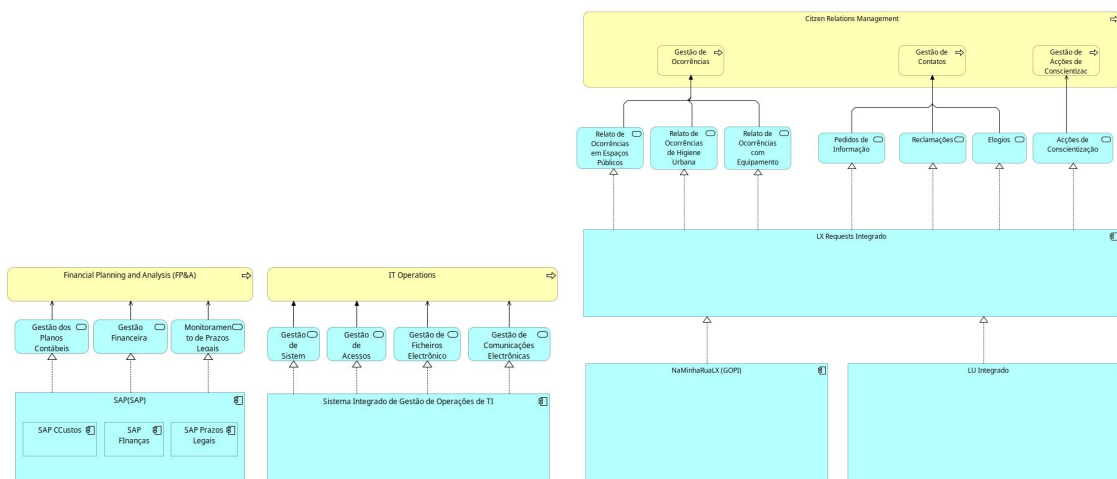 Citzen Relations Management
Gestão de
Ocorrências
Gestão de
Contatos
Gestão de
Acções de
Conscientizac
Relato de
Ocorrências
em Espaços
Públicos
Relato de
Ocorrências
de Higiene
Urbana
Relato de
Ocorrências
com
Equipamento
Pedidos de
Informação
Reclamações
Elogios
Acções de
Conscientização
LX Requests Integrado
NaMinhaRuaLX (GOPI)
LU Integrado
Financial Planning and Analysis (FP&A)
Gestão dos
Planos
Contábeis
Gestão
Financeira
Monitoramen
to de Prazos
Legais
SAP(SAP)
SAP CCustos
SAP
FInanças
SAP Prazos
Legais
IT Operations
Gestão
de
Sistem
Gestão
de
Acessos
Gestão de
Ficheiros
Electrônico
Gestão de
Comunicações
Electrônicas
Sistema Integrado de Gestão de Operações de TI